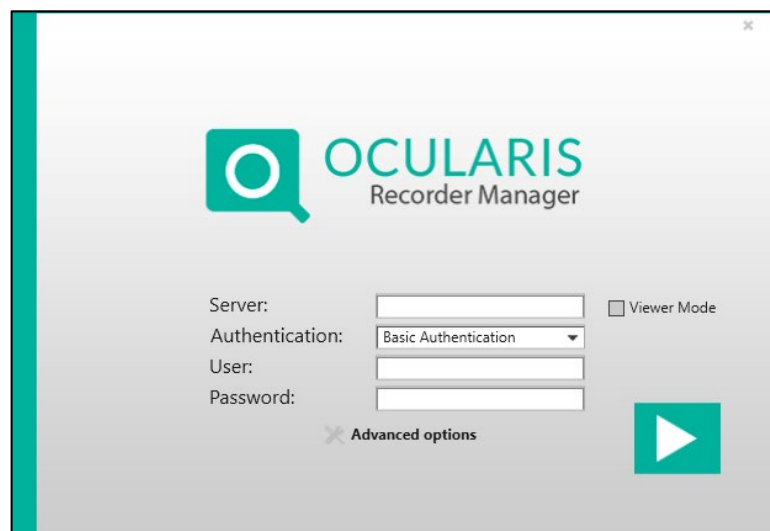 OCULARIS
Recorder Manager
Server:
Viewer Mode
Authentication: Basic Authentication
User:
Password:
Advanced options